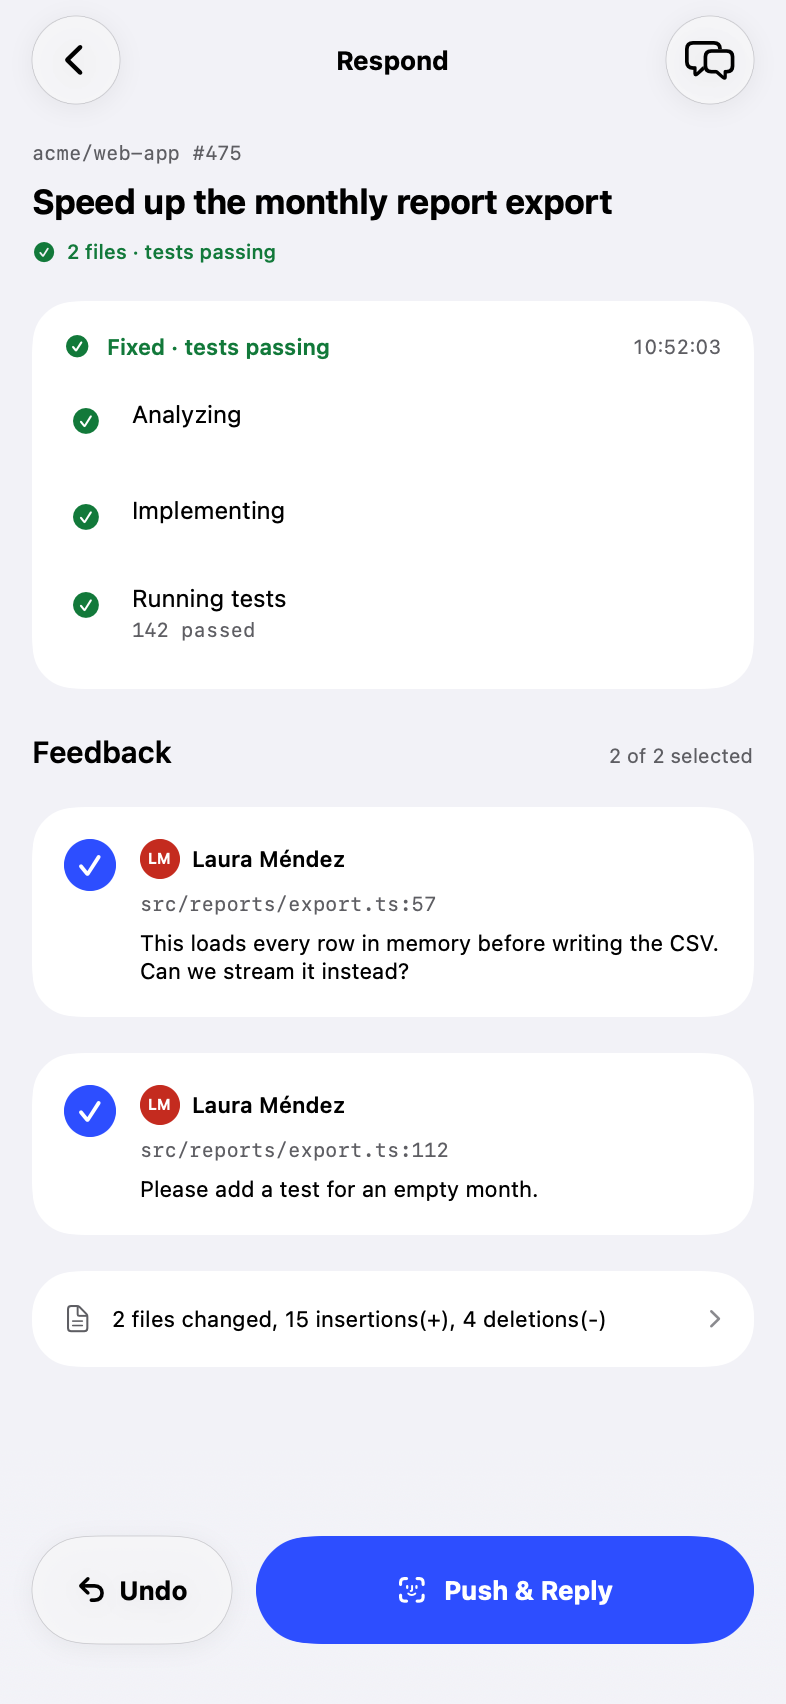 Respond
acme/web-app #475
Speed up the monthly report export
2 files · tests passing
Fixed · tests passing
10:52:03
Analyzing
Implementing
Running tests
142 passed
Feedback
2 of 2 selected
LM
Laura Méndez
src/reports/export.ts:57
This loads every row in memory before writing the CSV.
Can we stream it instead?
LM
Laura Méndez
src/reports/export.ts:112
Please add a test for an empty month.
2 files changed, 15 insertions(+), 4 deletions(-)
Undo
Push & Reply